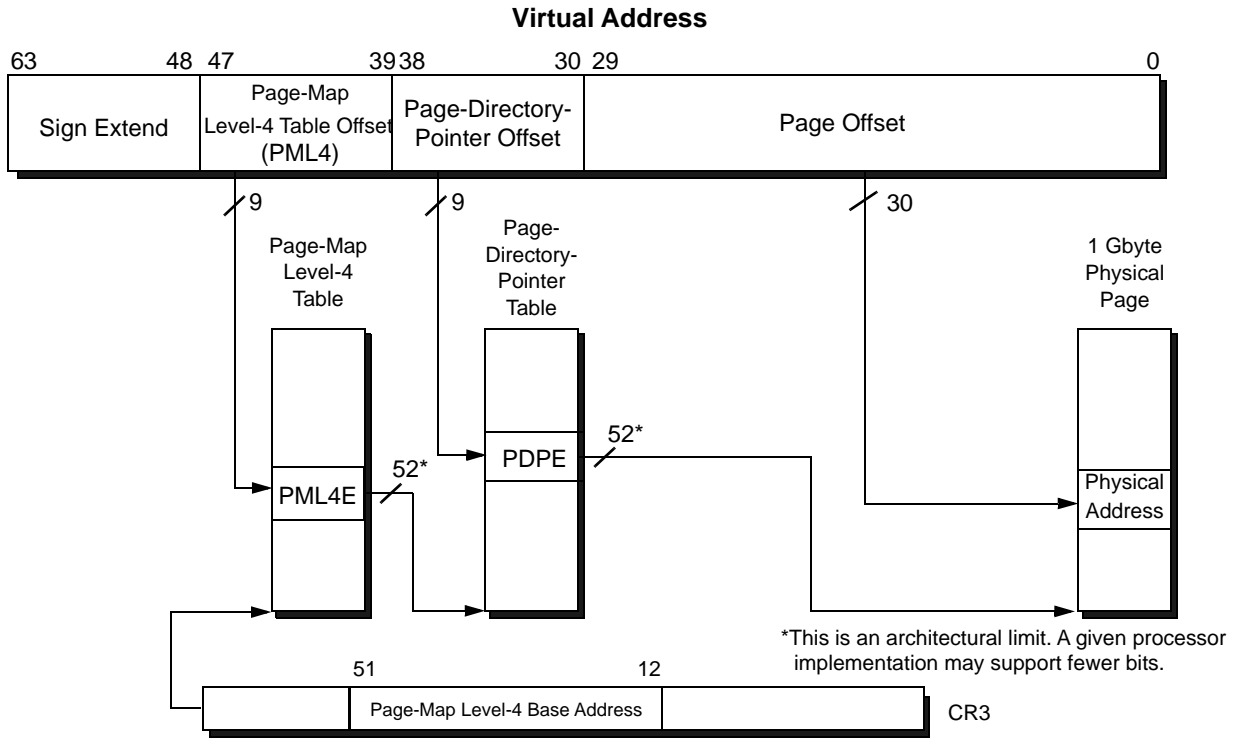 Virtual Address
63 48 47 39 38 30 29 0
Sign Extend
Page-Map
Level-4 Table Offset
(PML4)
Page-Directory-
Pointer Offset
Page Offset
9
9
30
Page-Map
Level-4
Table
Page-
Directory-
Pointer
Table
1 Gbyte
Physical
Page
PML4E
52*
PDPE
52*
Physical
Address
*This is an architectural limit. A given processor
implementation may support fewer bits.
51 12
Page-Map Level-4 Base Address
CR3